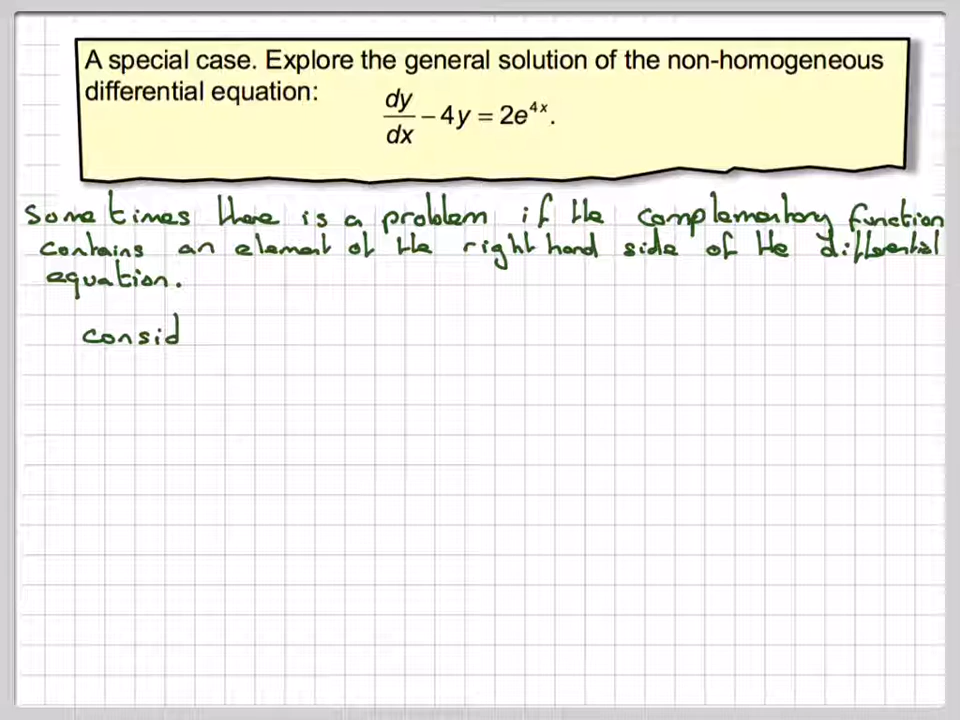 A special case. Explore the general solution of the non-homogeneous
differential equation:
dy/dx − 4y = 2e^{4x}.
Sometimes there is a problem if the complementary function
contains an element of the right hand side of the differential
equation.
consid